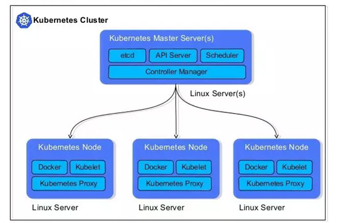 Kubernetes Cluster
Kubernetes Master Server(s)
etcd API Server Scheduler
Controller Manager
Linux Server(s)
Kubernetes Node Kubernetes Node Kubernetes Node
Docker Kubelet Docker Kubelet Docker Kubelet
Kubernetes Proxy Kubernetes Proxy Kubernetes Proxy
Linux Server Linux Server Linux Server